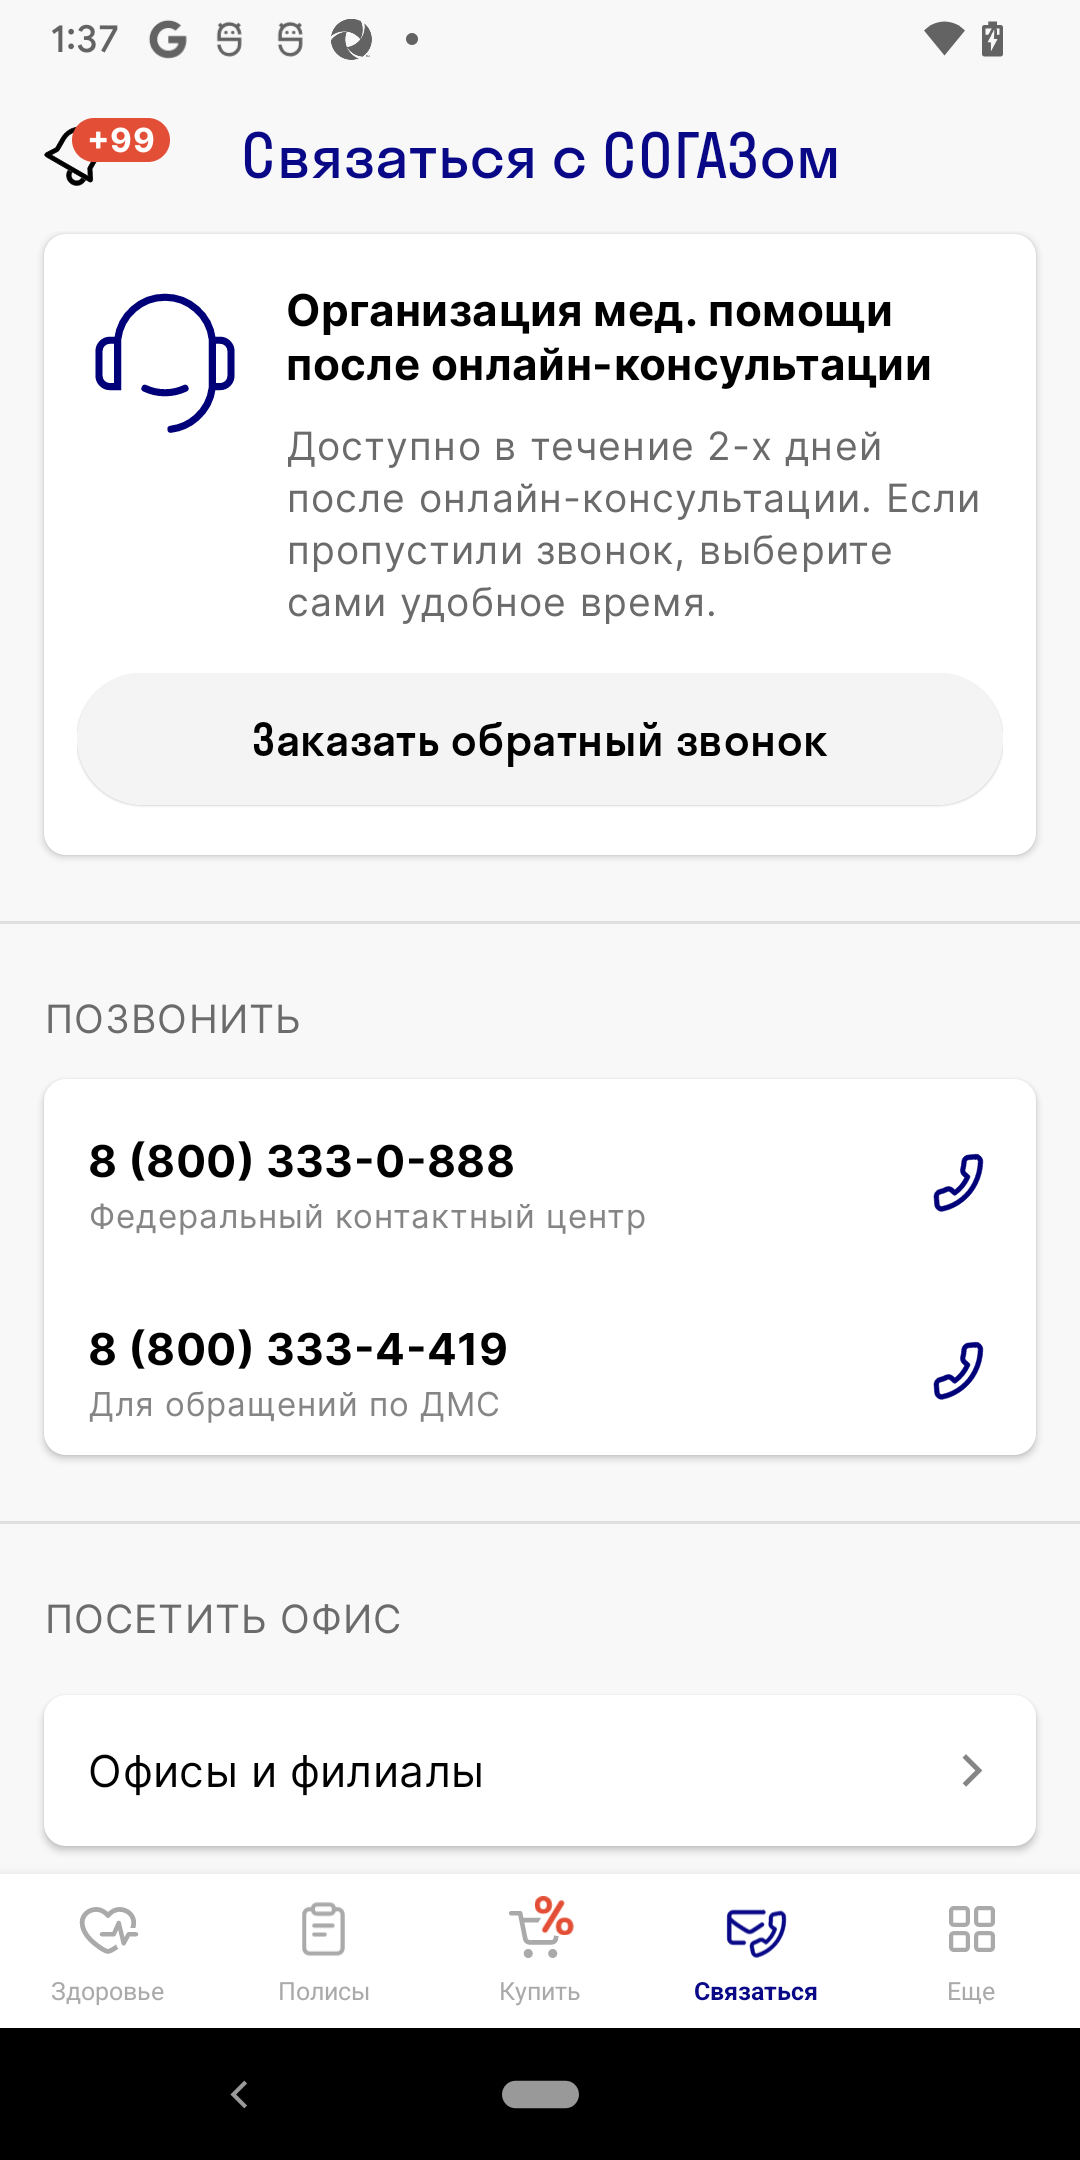 1:37
+99
Связаться с СОГАЗом
Организация мед. помощи
после онлайн-консультации
Доступно в течение 2-х дней
после онлайн-консультации. Если
пропустили звонок, выберите
сами удобное время.
Заказать обратный звонок
ПОЗВОНИТЬ
8 (800) 333-0-888
Федеральный контактный центр
8 (800) 333-4-419
Для обращений по ДМС
ПОСЕТИТЬ ОФИС
Офисы и филиалы
%
Здоровье
Полисы
Купить
Связаться
Еще